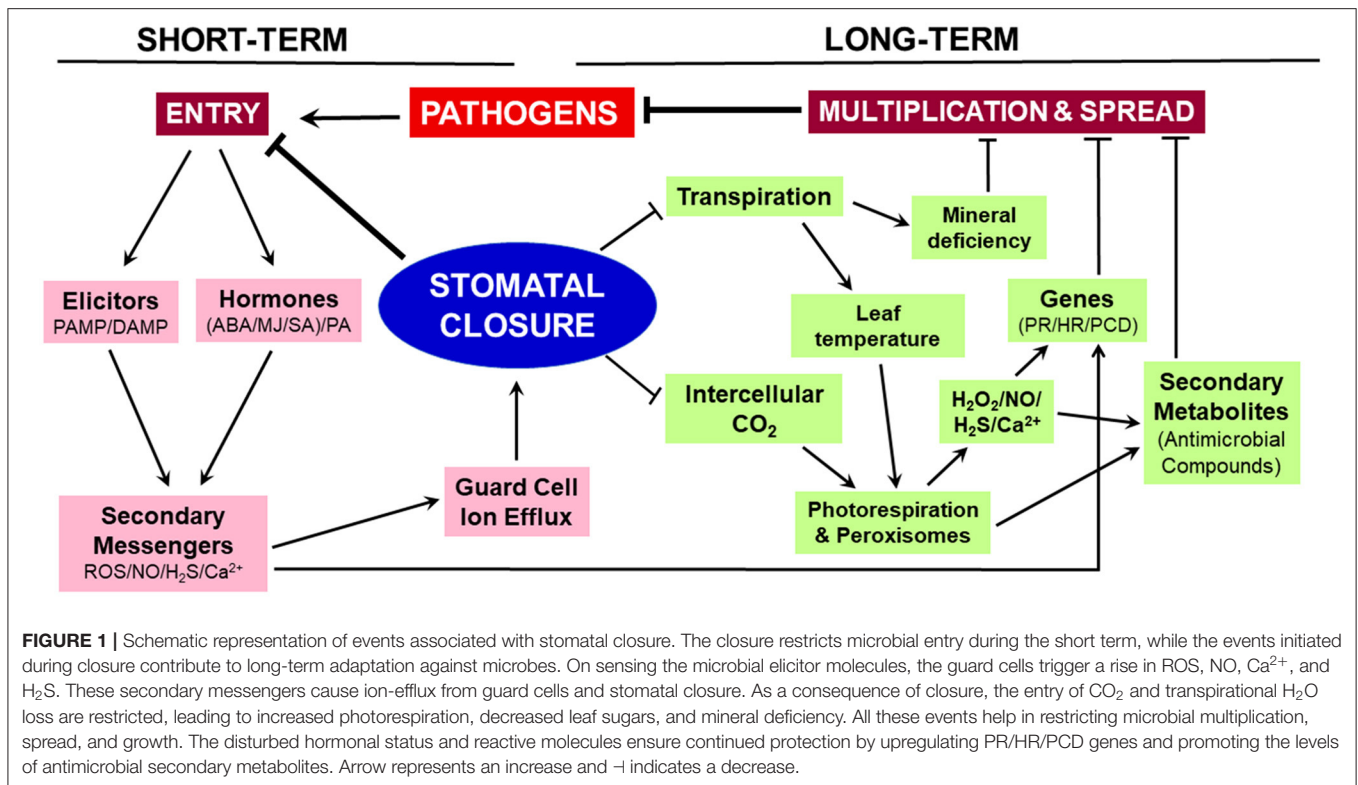 SHORT-TERM
LONG-TERM
ENTRY
PATHOGENS
MULTIPLICATION & SPREAD
Transpiration
Mineral
deficiency
STOMATAL
CLOSURE
Elicitors
PAMP/DAMP
Hormones
(ABA/MJ/SA)/PA
Leaf
temperature
Genes
(PR/HR/PCD)
Intercellular
CO₂
H₂O₂/NO/
H₂S/Ca²⁺
Secondary
Metabolites
(Antimicrobial
Compounds)
Guard Cell
Ion Efflux
Photorespiration
& Peroxisomes
Secondary
Messengers
ROS/NO/H₂S/Ca²⁺
FIGURE 1 | Schematic representation of events associated with stomatal closure. The closure restricts microbial entry during the short term, while the events initiated
during closure contribute to long-term adaptation against microbes. On sensing the microbial elicitor molecules, the guard cells trigger a rise in ROS, NO, Ca²⁺, and
H₂S. These secondary messengers cause ion-efflux from guard cells and stomatal closure. As a consequence of closure, the entry of CO₂ and transpirational H₂O
loss are restricted, leading to increased photorespiration, decreased leaf sugars, and mineral deficiency. All these events help in restricting microbial multiplication,
spread, and growth. The disturbed hormonal status and reactive molecules ensure continued protection by upregulating PR/HR/PCD genes and promoting the levels
of antimicrobial secondary metabolites. Arrow represents an increase and ⊣ indicates a decrease.